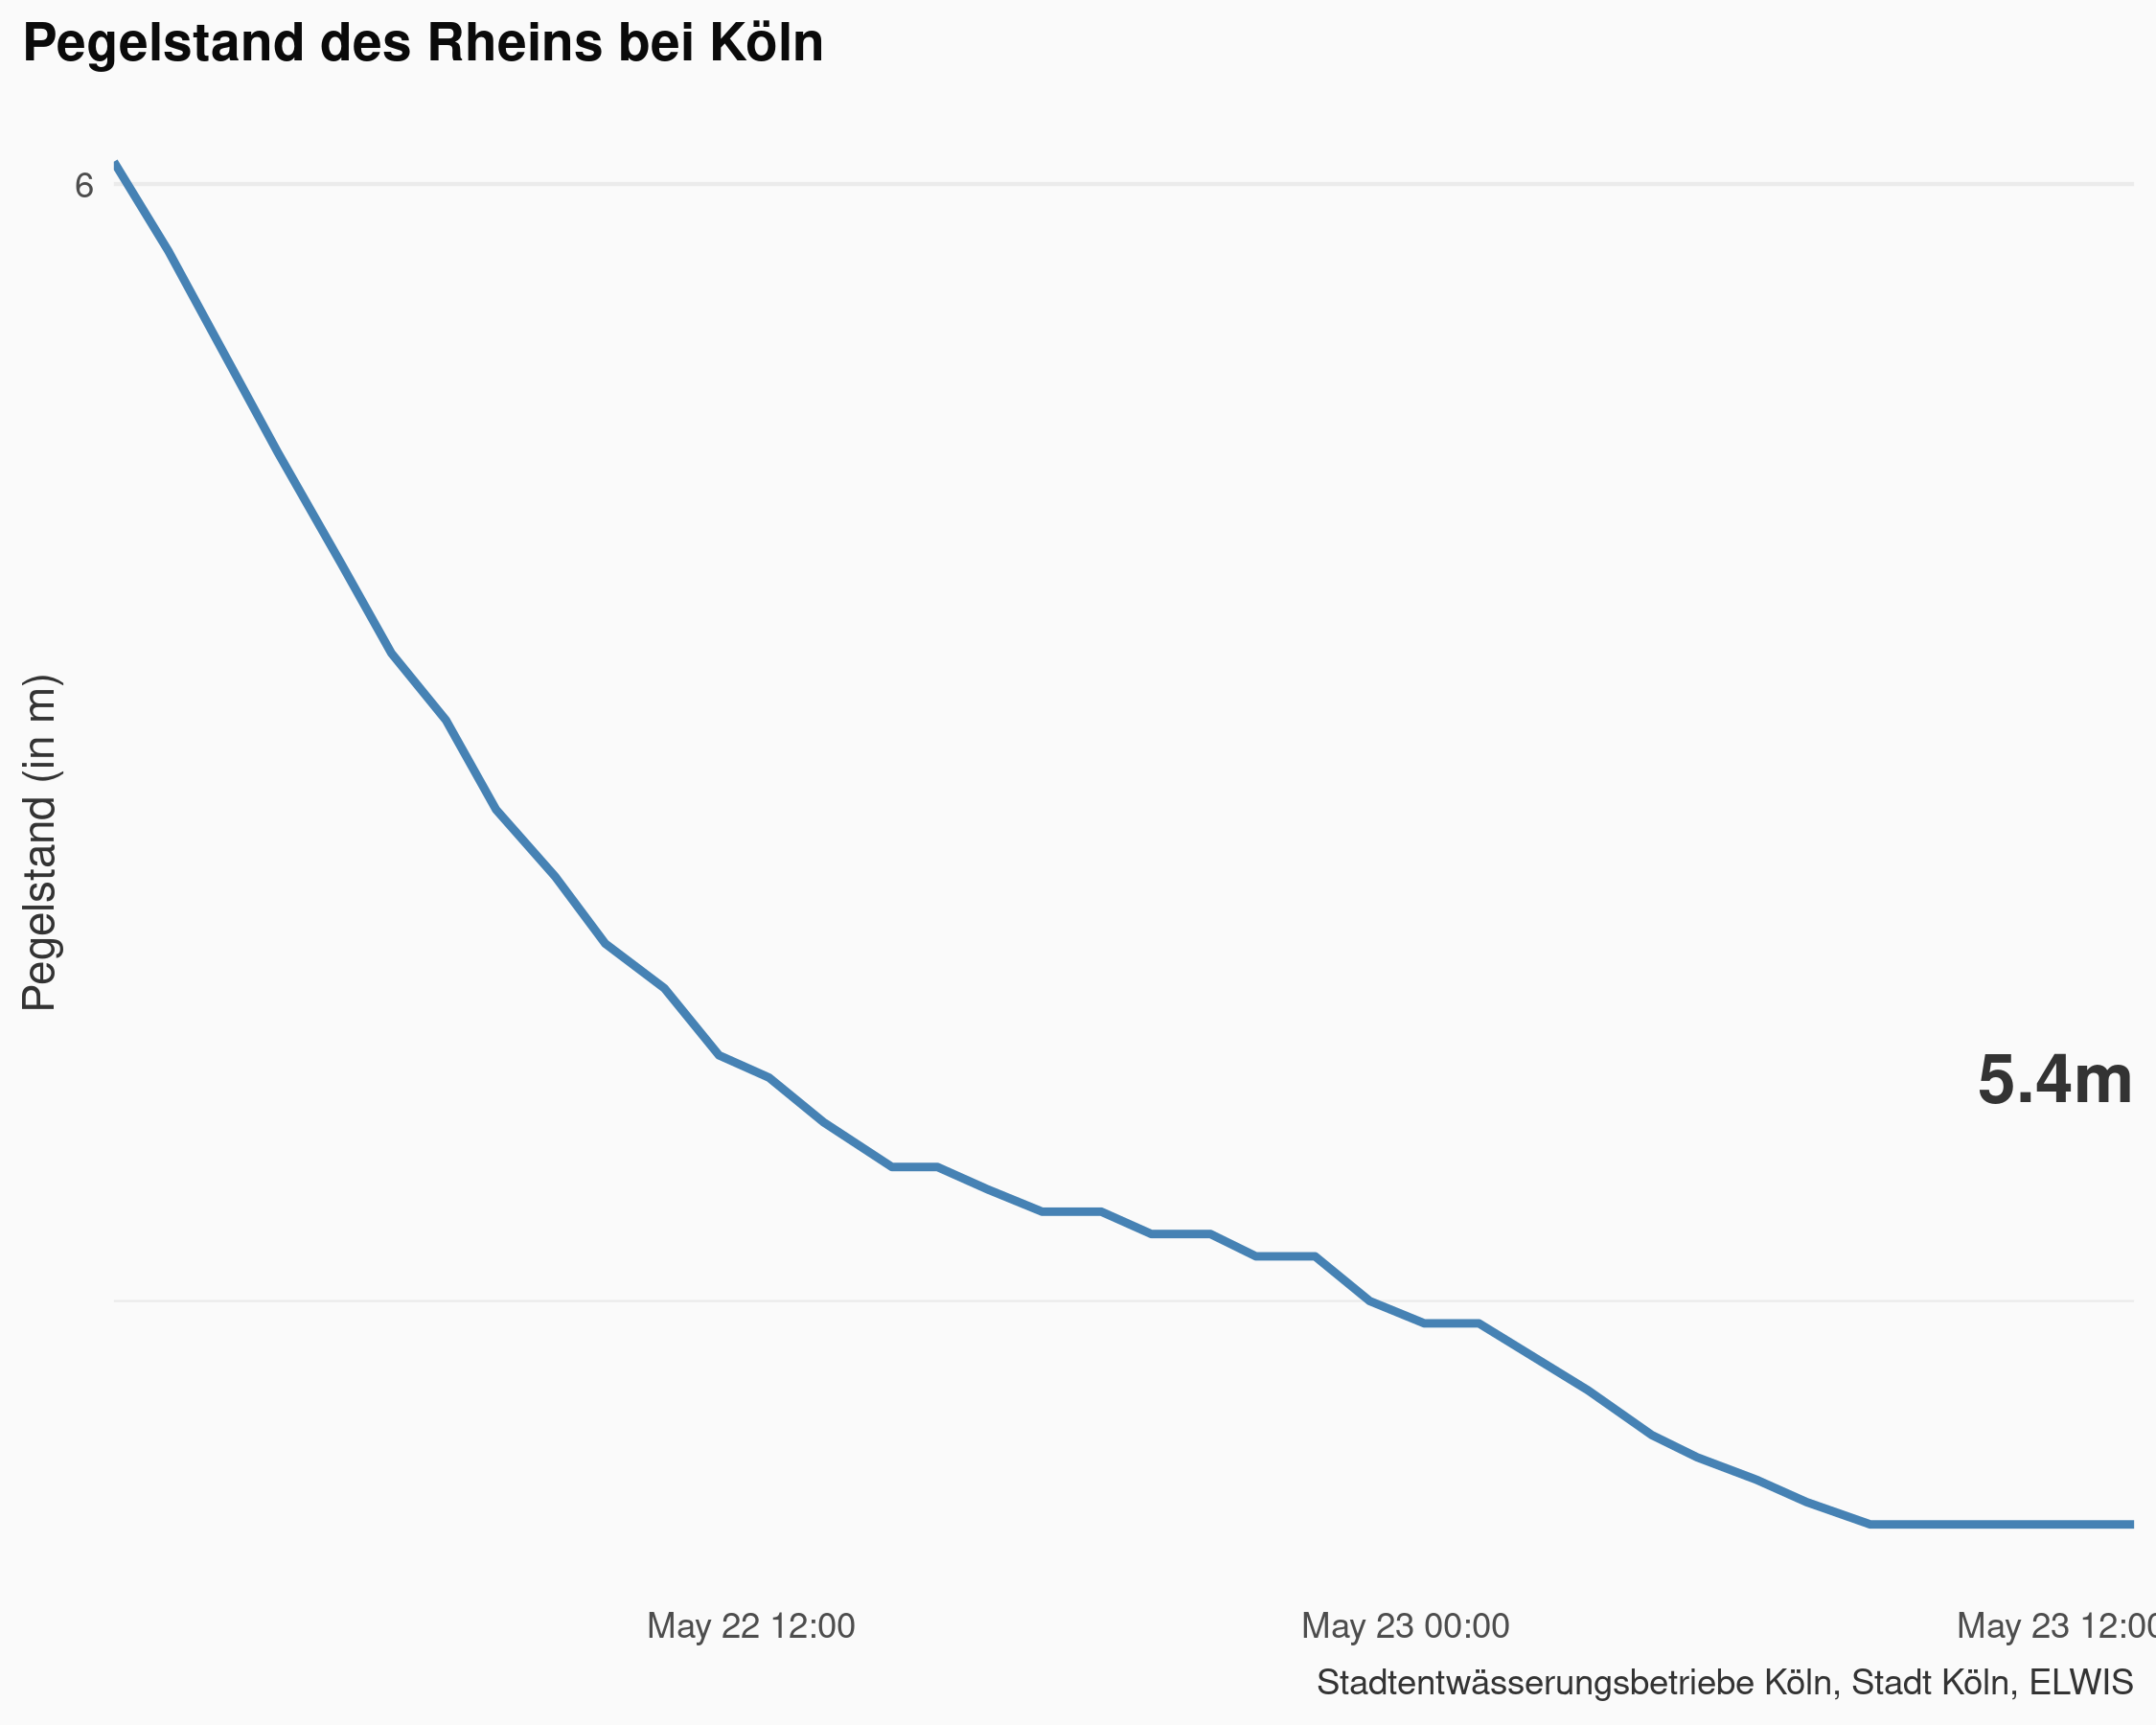 Pegelstand des Rheins bei Köln
6
Pegelstand (in m)
5.4m
May 22 12:00
May 23 00:00
May 23 12:00
Stadtentwässerungsbetriebe Köln, Stadt Köln, ELWIS